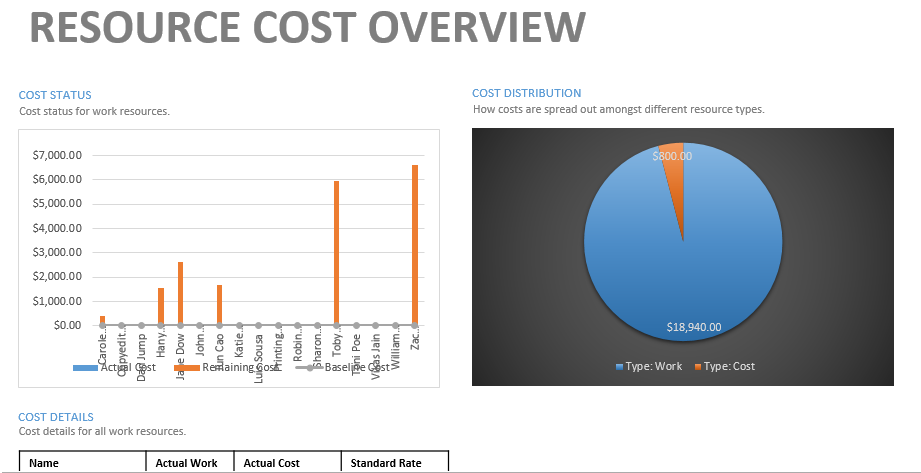 RESOURCE COST OVERVIEW
COST STATUS
Cost status for work resources.
$7,000.00
$6,000.00
$5,000.00
$4,000.00
$3,000.00
$2,000.00
$1,000.00
$0.00
Carole...
Copyedit...
Dan Jump
Hany...
Jane Dow
John...
Jun Cao
Katie...
Luis Sousa
Printing...
Robin...
Sharon...
Toby...
Toni Poe
Vikas Jain
William...
Zac...
Actual Cost
Remaining Cost
Baseline Cost
COST DISTRIBUTION
How costs are spread out amongst different resource types.
$800.00
$18,940.00
Type: Work
Type: Cost
COST DETAILS
Cost details for all work resources.
Name Actual Work Actual Cost Standard Rate